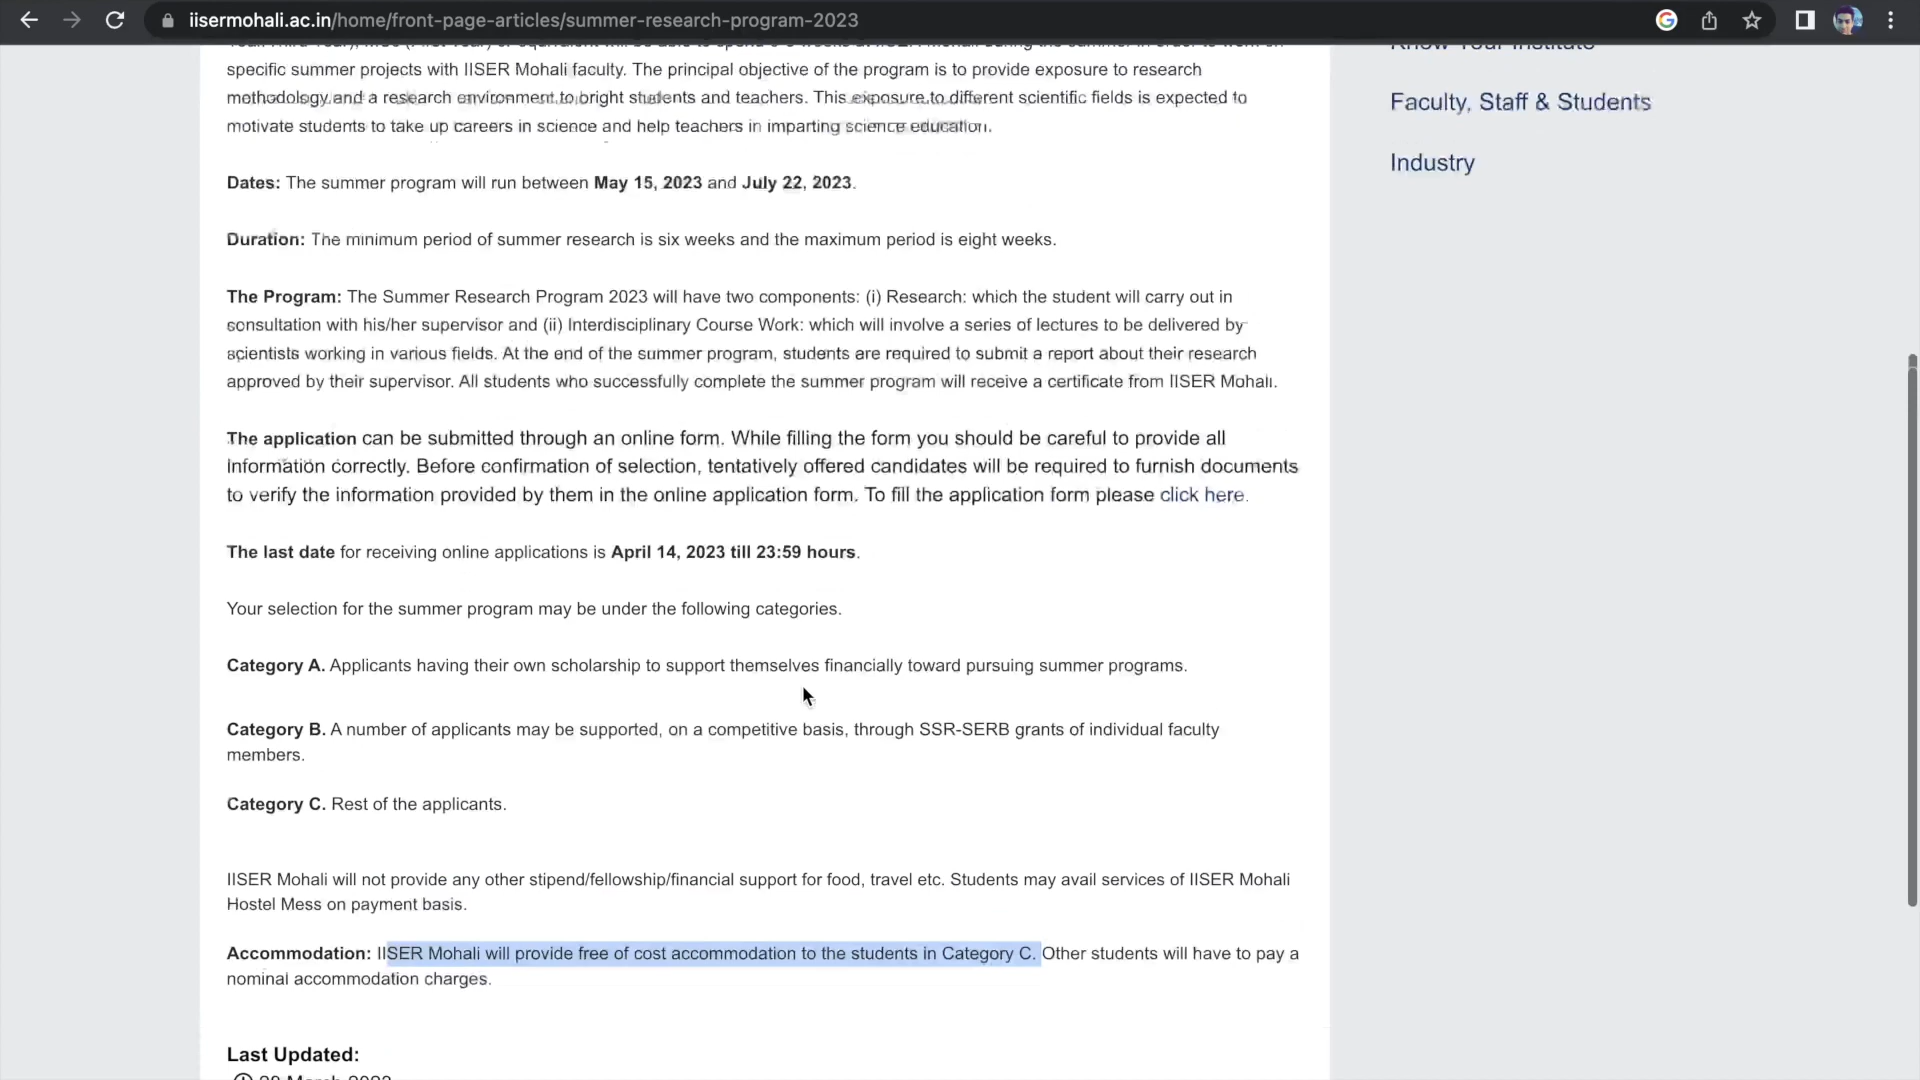 iisermohali.ac.in/home/front-page-articles/summer-research-program-2023
specific summer projects with IISER Mohali faculty. The principal objective of the program is to provide exposure to research
methodology and a research environment to bright students and teachers. This exposure to different scientific fields is expected to
motivate students to take up careers in science and help teachers in imparting science education.
Dates: The summer program will run between May 15, 2023 and July 22, 2023.
Duration: The minimum period of summer research is six weeks and the maximum period is eight weeks.
The Program: The Summer Research Program 2023 will have two components: (i) Research: which the student will carry out in
consultation with his/her supervisor and (ii) Interdisciplinary Course Work: which will involve a series of lectures to be delivered by
scientists working in various fields. At the end of the summer program, students are required to submit a report about their research
approved by their supervisor. All students who successfully complete the summer program will receive a certificate from IISER Mohali.
The application can be submitted through an online form. While filling the form you should be careful to provide all
information correctly. Before confirmation of selection, tentatively offered candidates will be required to furnish documents
to verify the information provided by them in the online application form. To fill the application form please click here.
The last date for receiving online applications is April 14, 2023 till 23:59 hours.
Your selection for the summer program may be under the following categories.
Category A. Applicants having their own scholarship to support themselves financially toward pursuing summer programs.
Category B. A number of applicants may be supported, on a competitive basis, through SSR-SERB grants of individual faculty
members.
Category C. Rest of the applicants.
IISER Mohali will not provide any other stipend/fellowship/financial support for food, travel etc. Students may avail services of IISER Mohali
Hostel Mess on payment basis.
Accommodation: IISER Mohali will provide free of cost accommodation to the students in Category C. Other students will have to pay a
nominal accommodation charges.
Last Updated:
Know Your Institute
Faculty, Staff & Students
Industry